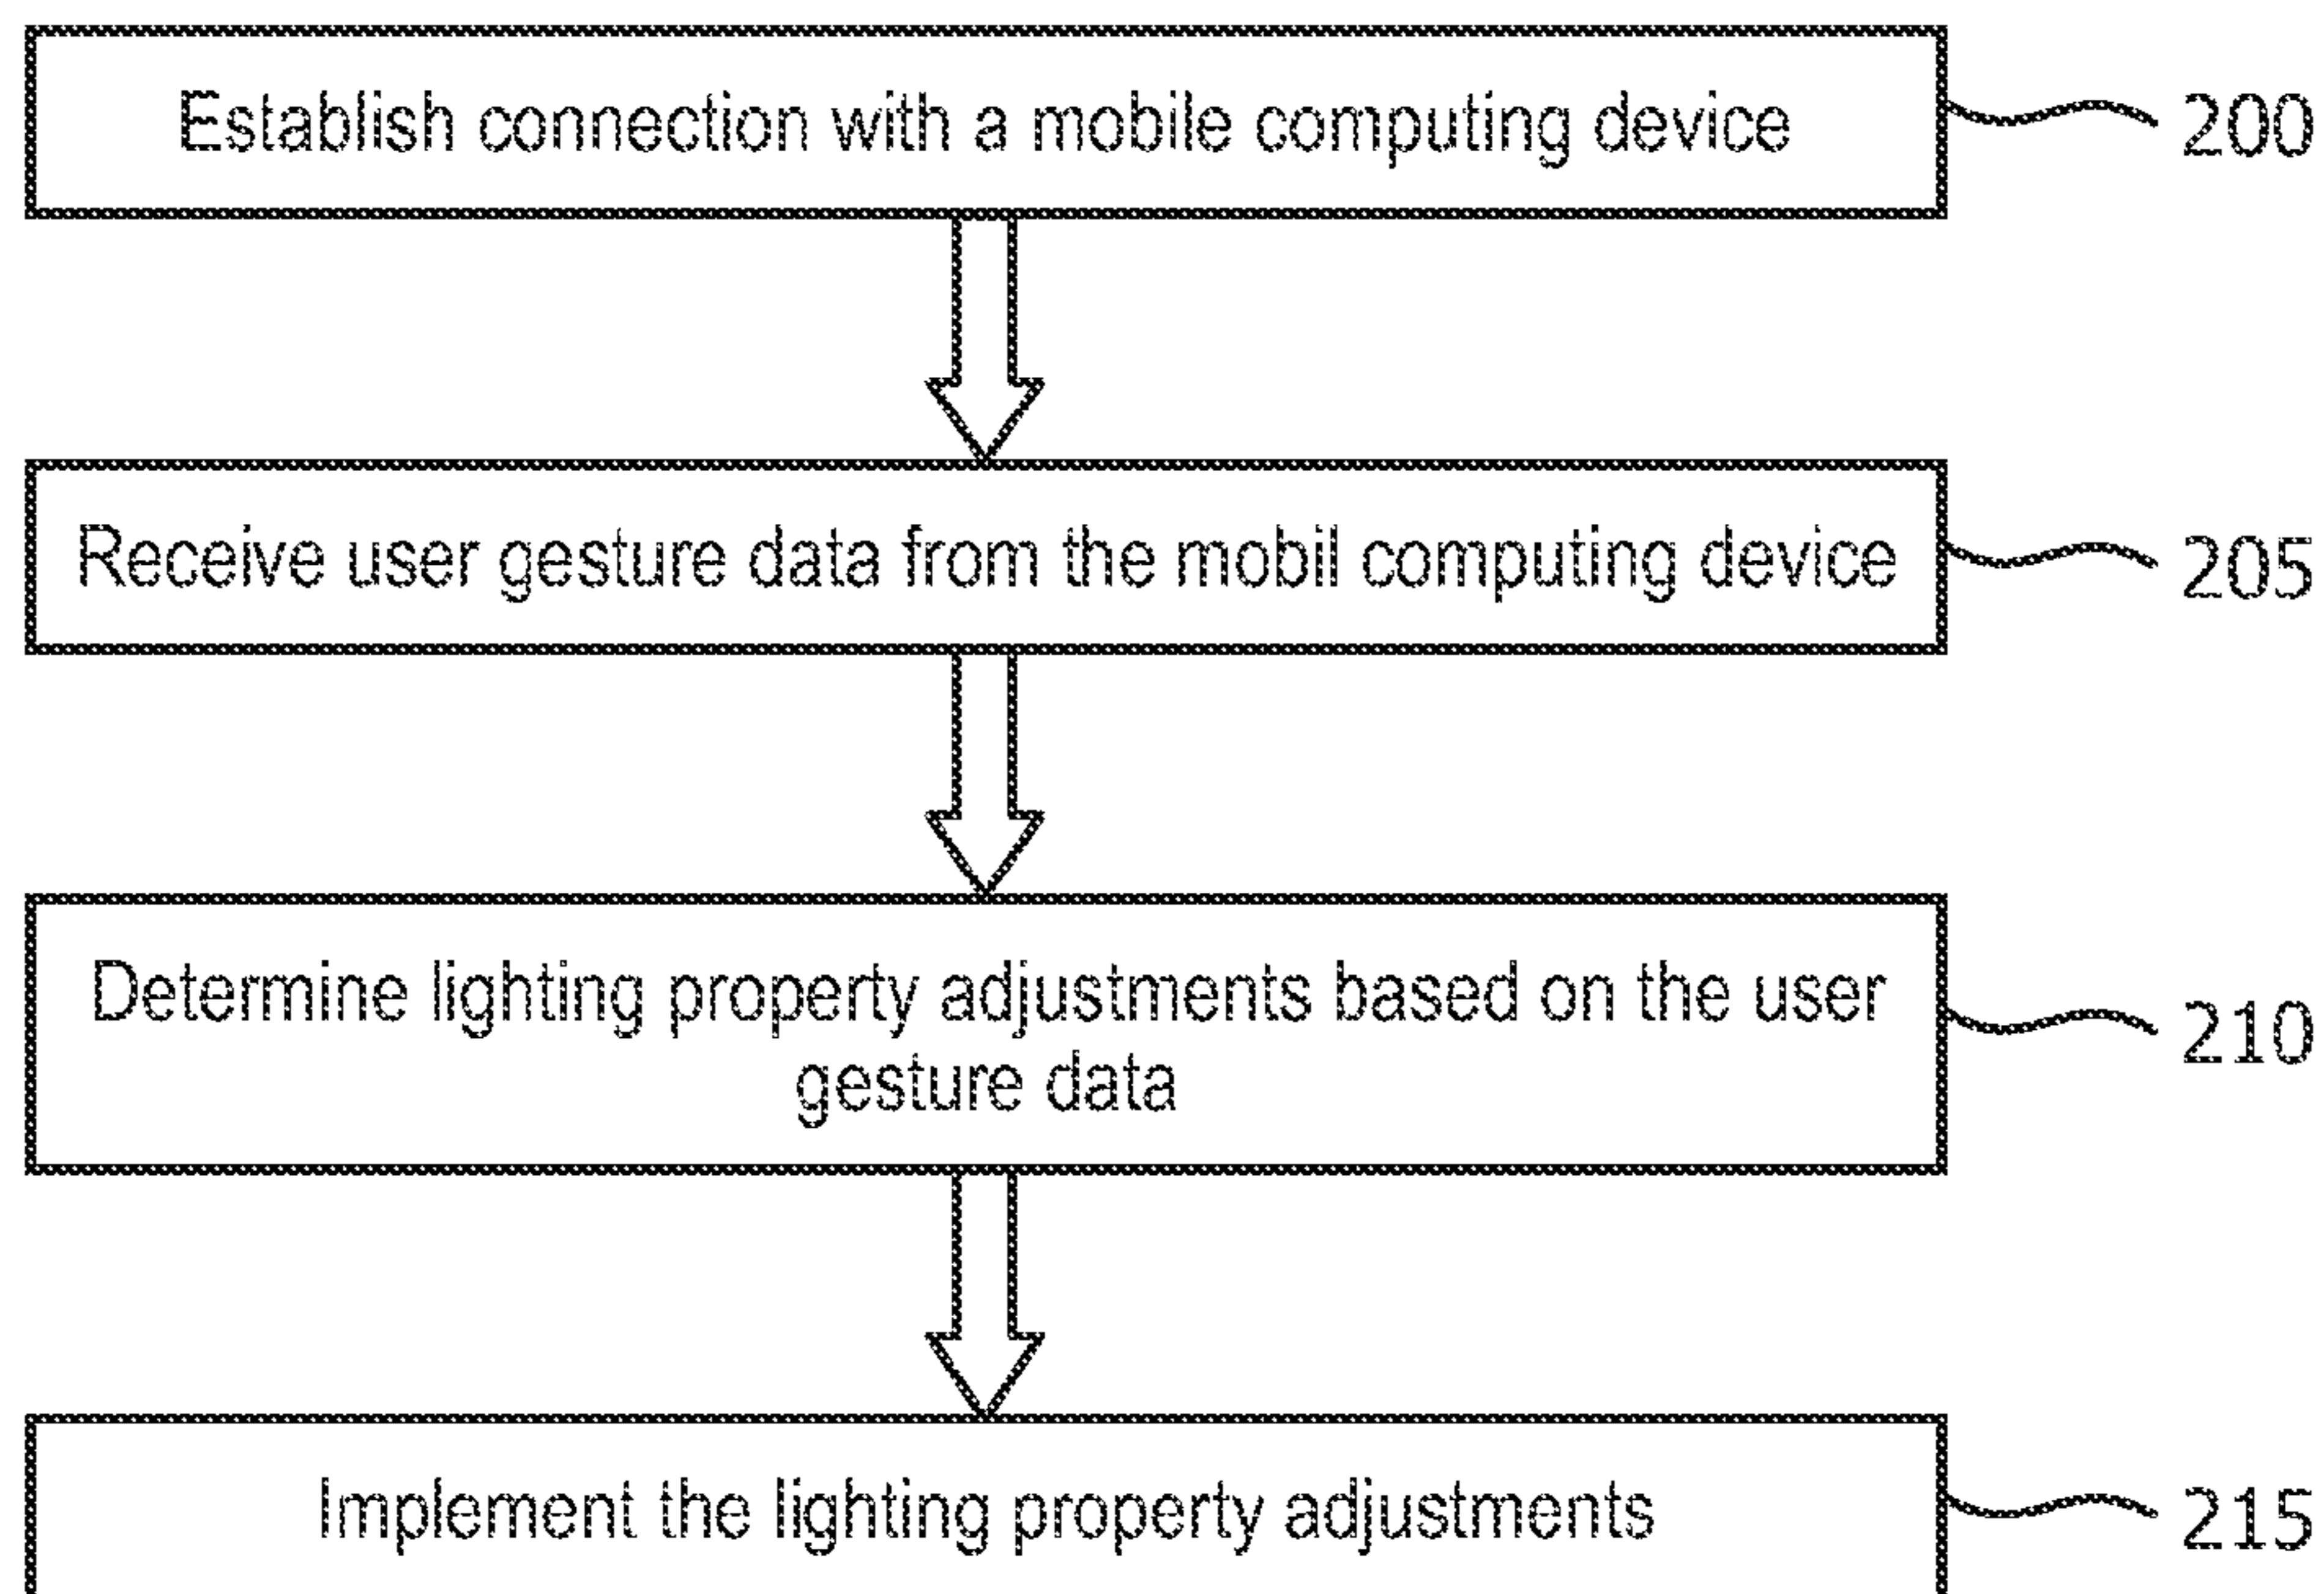 Establish connection with a mobile computing device
200
Receive user gesture data from the mobil computing device
205
Determine lighting property adjustments based on the user
gesture data
210
Implement the lighting property adjustments
215